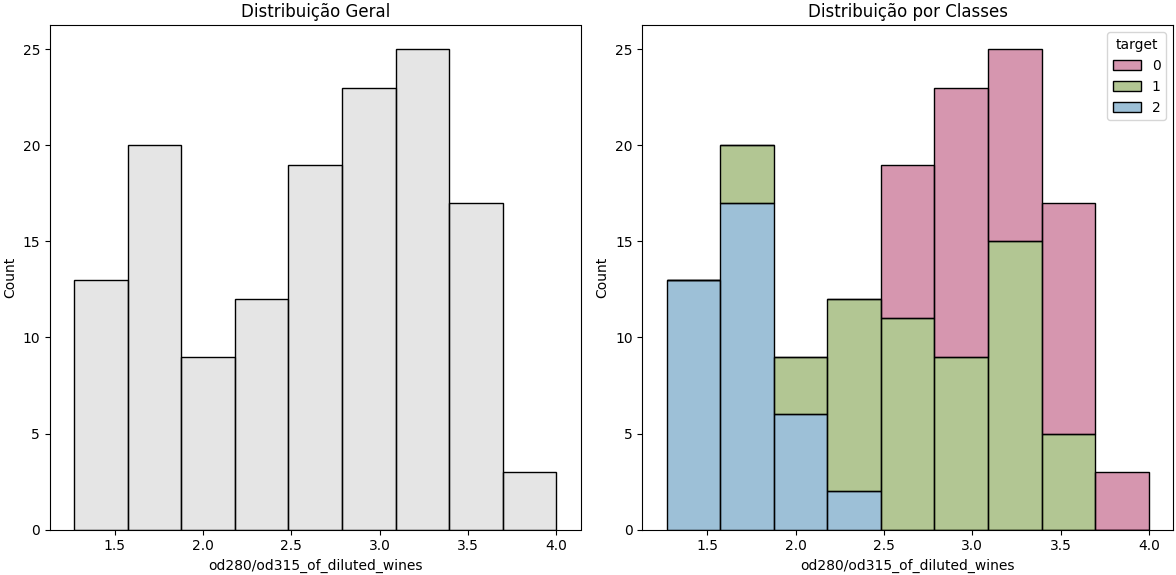 Distribuição Geral
25
20
15
10
5
0
Count
1.5 2.0 2.5 3.0 3.5 4.0
od280/od315_of_diluted_wines
Distribuição por Classes
target
0
1
2
25
20
15
10
5
0
Count
1.5 2.0 2.5 3.0 3.5 4.0
od280/od315_of_diluted_wines